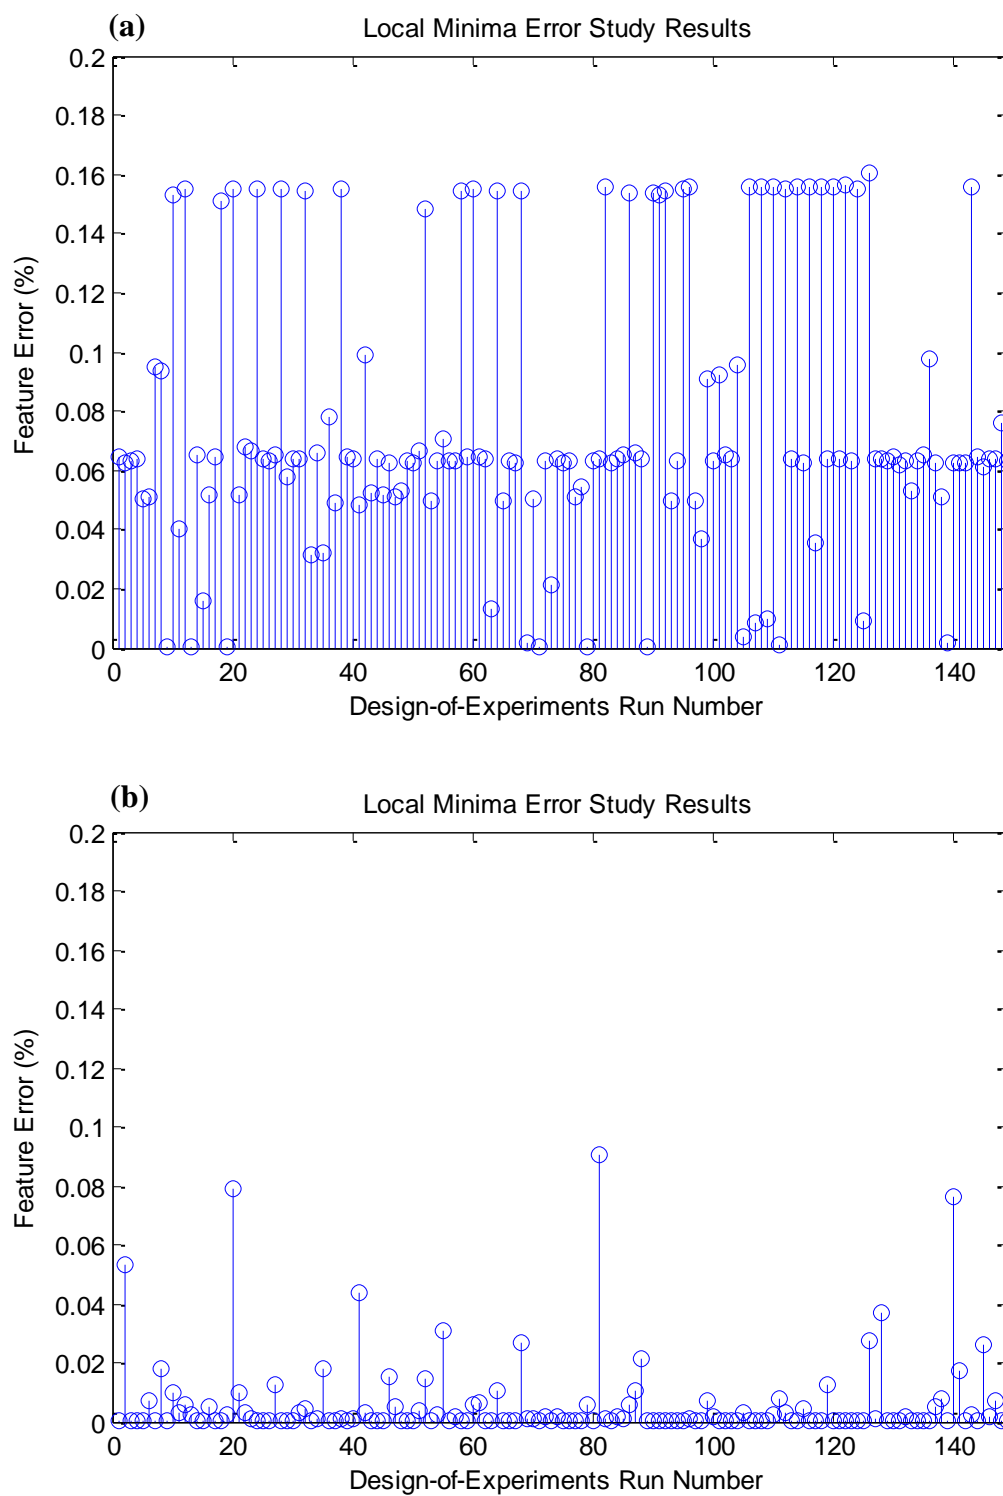 (a) Local Minima Error Study Results
0.2
0.18
0.16
0.14
0.12
0.1
0.08
0.06
0.04
0.02
0
Feature Error (%)
0 20 40 60 80 100 120 140
Design-of-Experiments Run Number
(b) Local Minima Error Study Results
0.2
0.18
0.16
0.14
0.12
0.1
0.08
0.06
0.04
0.02
0
Feature Error (%)
0 20 40 60 80 100 120 140
Design-of-Experiments Run Number